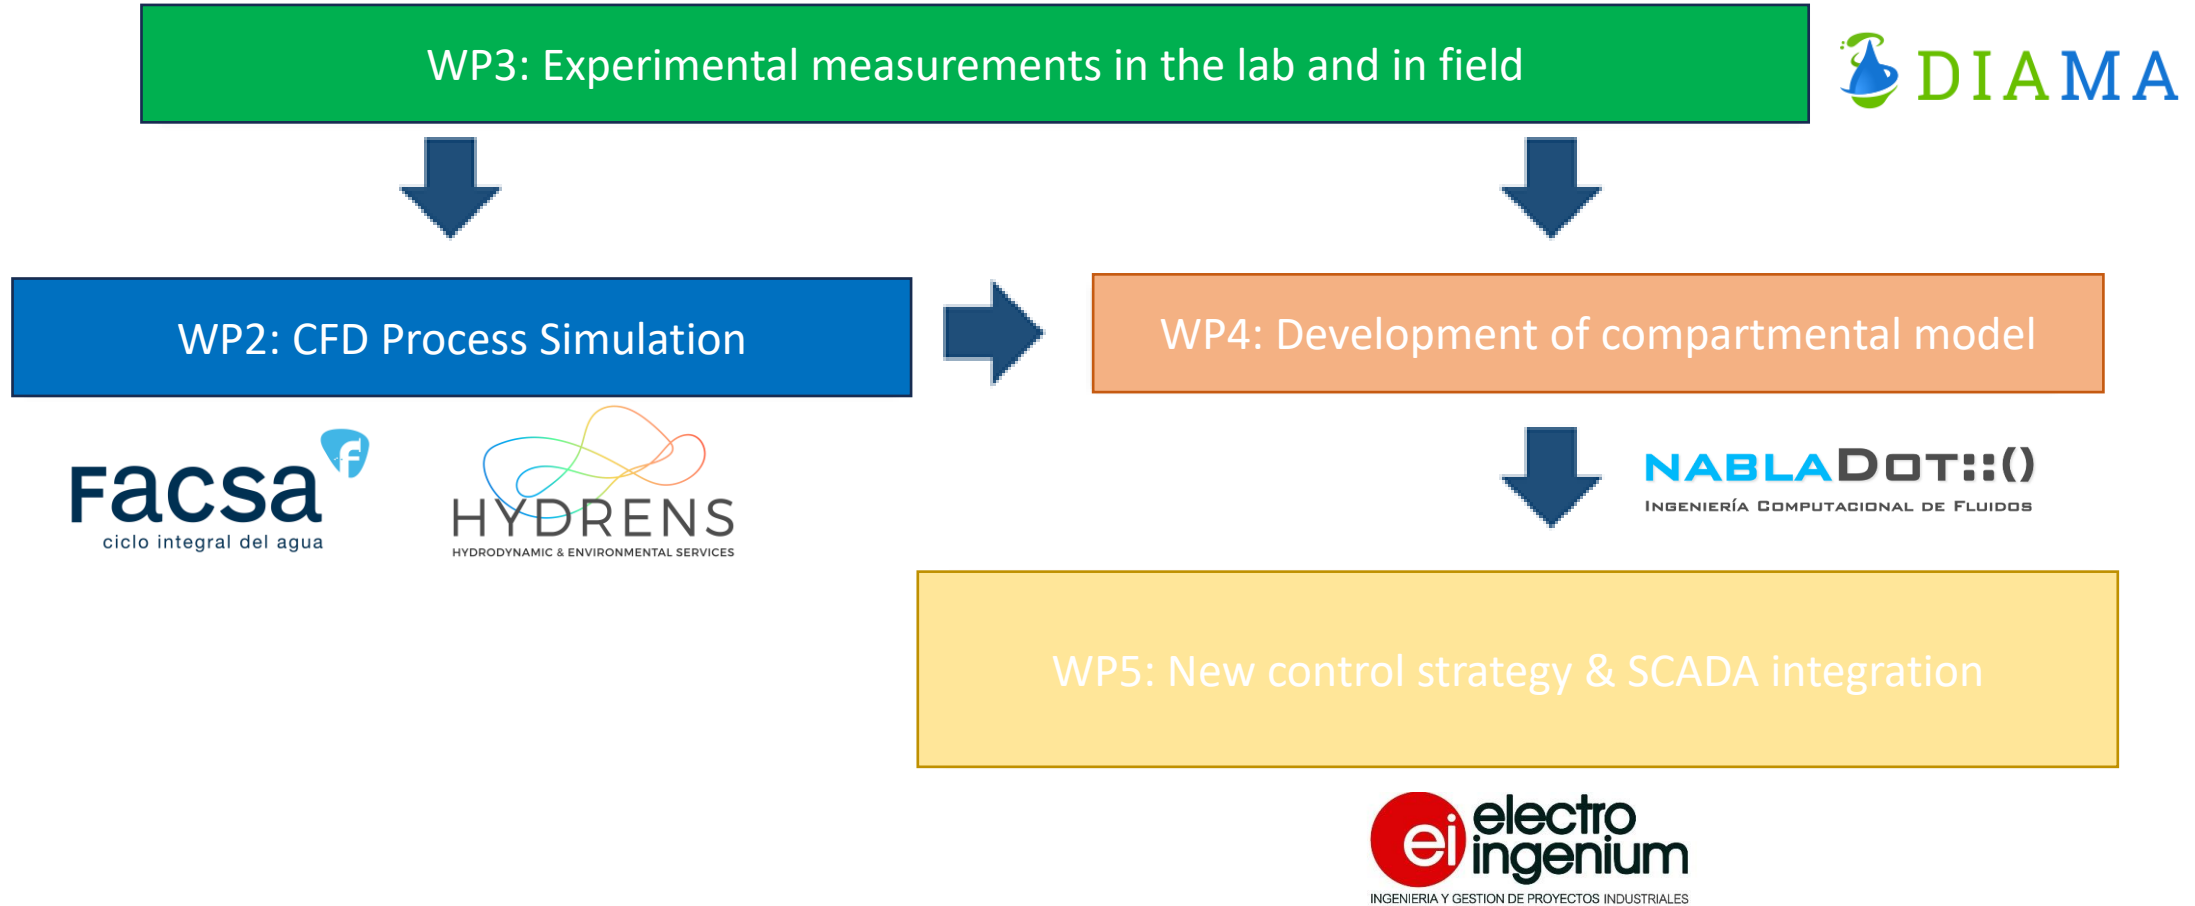 WP3: Experimental measurements in the lab and in field
DIAMA
WP2: CFD Process Simulation
WP4: Development of compartmental model
Facsa
f
ciclo integral del agua
HYDRENS
HYDRODYNAMIC & ENVIRONMENTAL SERVICES
NABLADOT::()
INGENIERÍA COMPUTACIONAL DE FLUIDOS
WP5: New control strategy & SCADA integration
ei
electro
ingenium
INGENIERIA Y GESTION DE PROYECTOS INDUSTRIALES